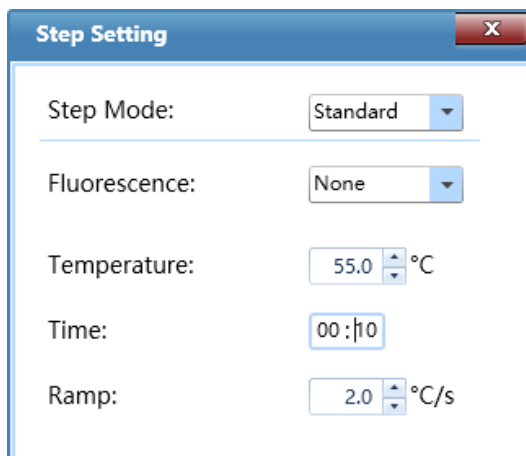 Step Setting
x
Step Mode: Standard
Fluorescence: None
Temperature: 55.0 °C
Time: 00:10
Ramp: 2.0 °C/s